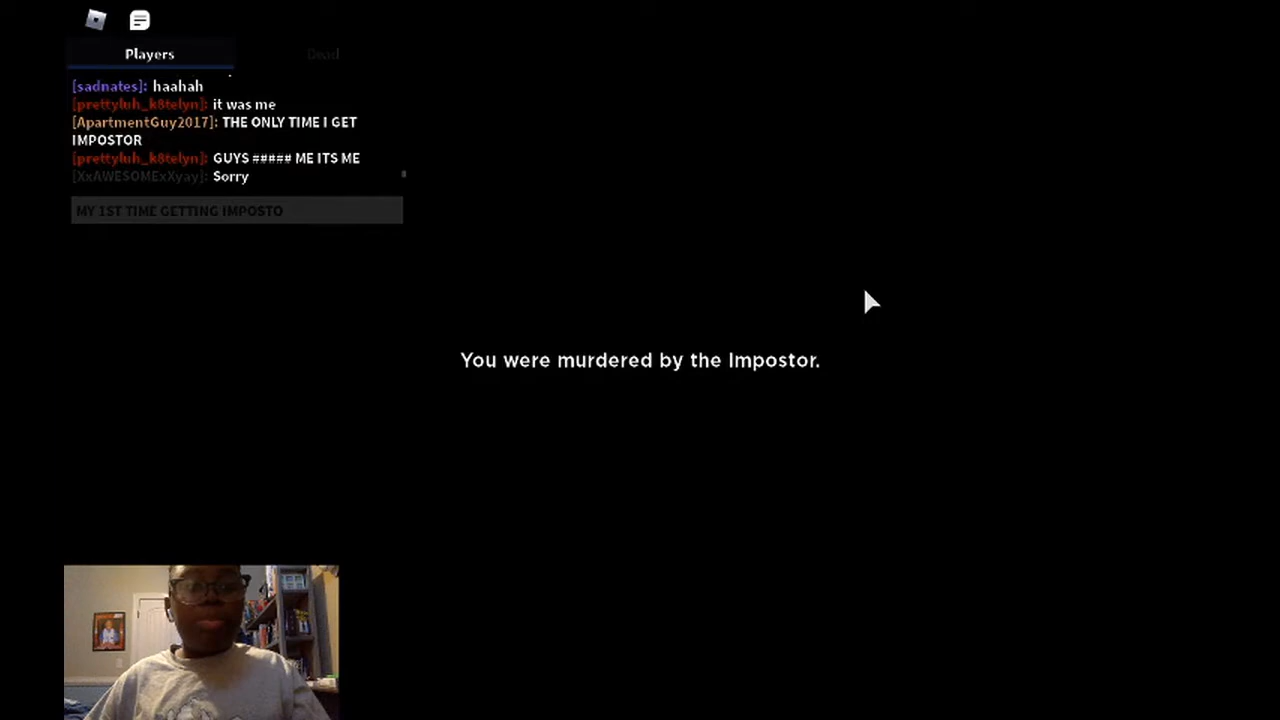 Players Dead
[sadnates]: haahah
[prettyluh_k8telyn]: it was me
[ApartmentGuy2017]: THE ONLY TIME I GET
IMPOSTOR
[prettyluh_k8telyn]: GUYS ##### ME ITS ME
[XxAWESOMExXyay]: Sorry
MY 1ST TIME GETTING IMPOSTO
You were murdered by the Impostor.